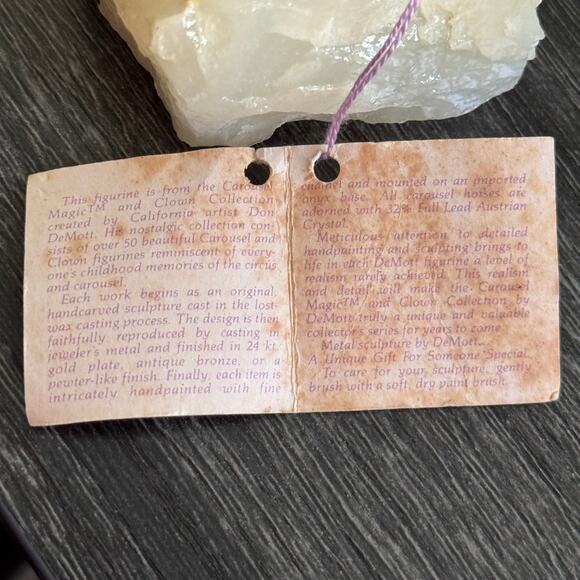 This figurine is from the Carousel
Magic™ and Clown Collection
created by California artist Don
DeMott. His nostalgic collection con-
sists of over 50 beautiful Carousel and
Clown figurines reminiscent of every-
one's childhood memories of the circus
and carousel.
Each work begins as an original,
handcarved sculpture cast in the lost-
wax casting process. The design is then
faithfully reproduced by casting in
jeweler's metal and finished in 24 kt.
gold plate, antique bronze, or a
pewter-like finish. Finally, each item is
intricately handpainted with fine
enamel and mounted on an imported
onyx base. All carousel horses are
adorned with 32% Full Lead Austrian
Crystal.
Meticulous attention to detailed
handpainting and sculpting brings to
life in each DeMott figurine a level of
realism rarely achieved. This realism
and detail will make the Carousel
Magic™ and Clown Collection by
DeMott truly a unique and valuable
collector's series for years to come.
Metal sculpture by DeMott...
A Unique Gift For Someone Special.
To care for your sculpture, gently
brush with a soft, dry paint brush.